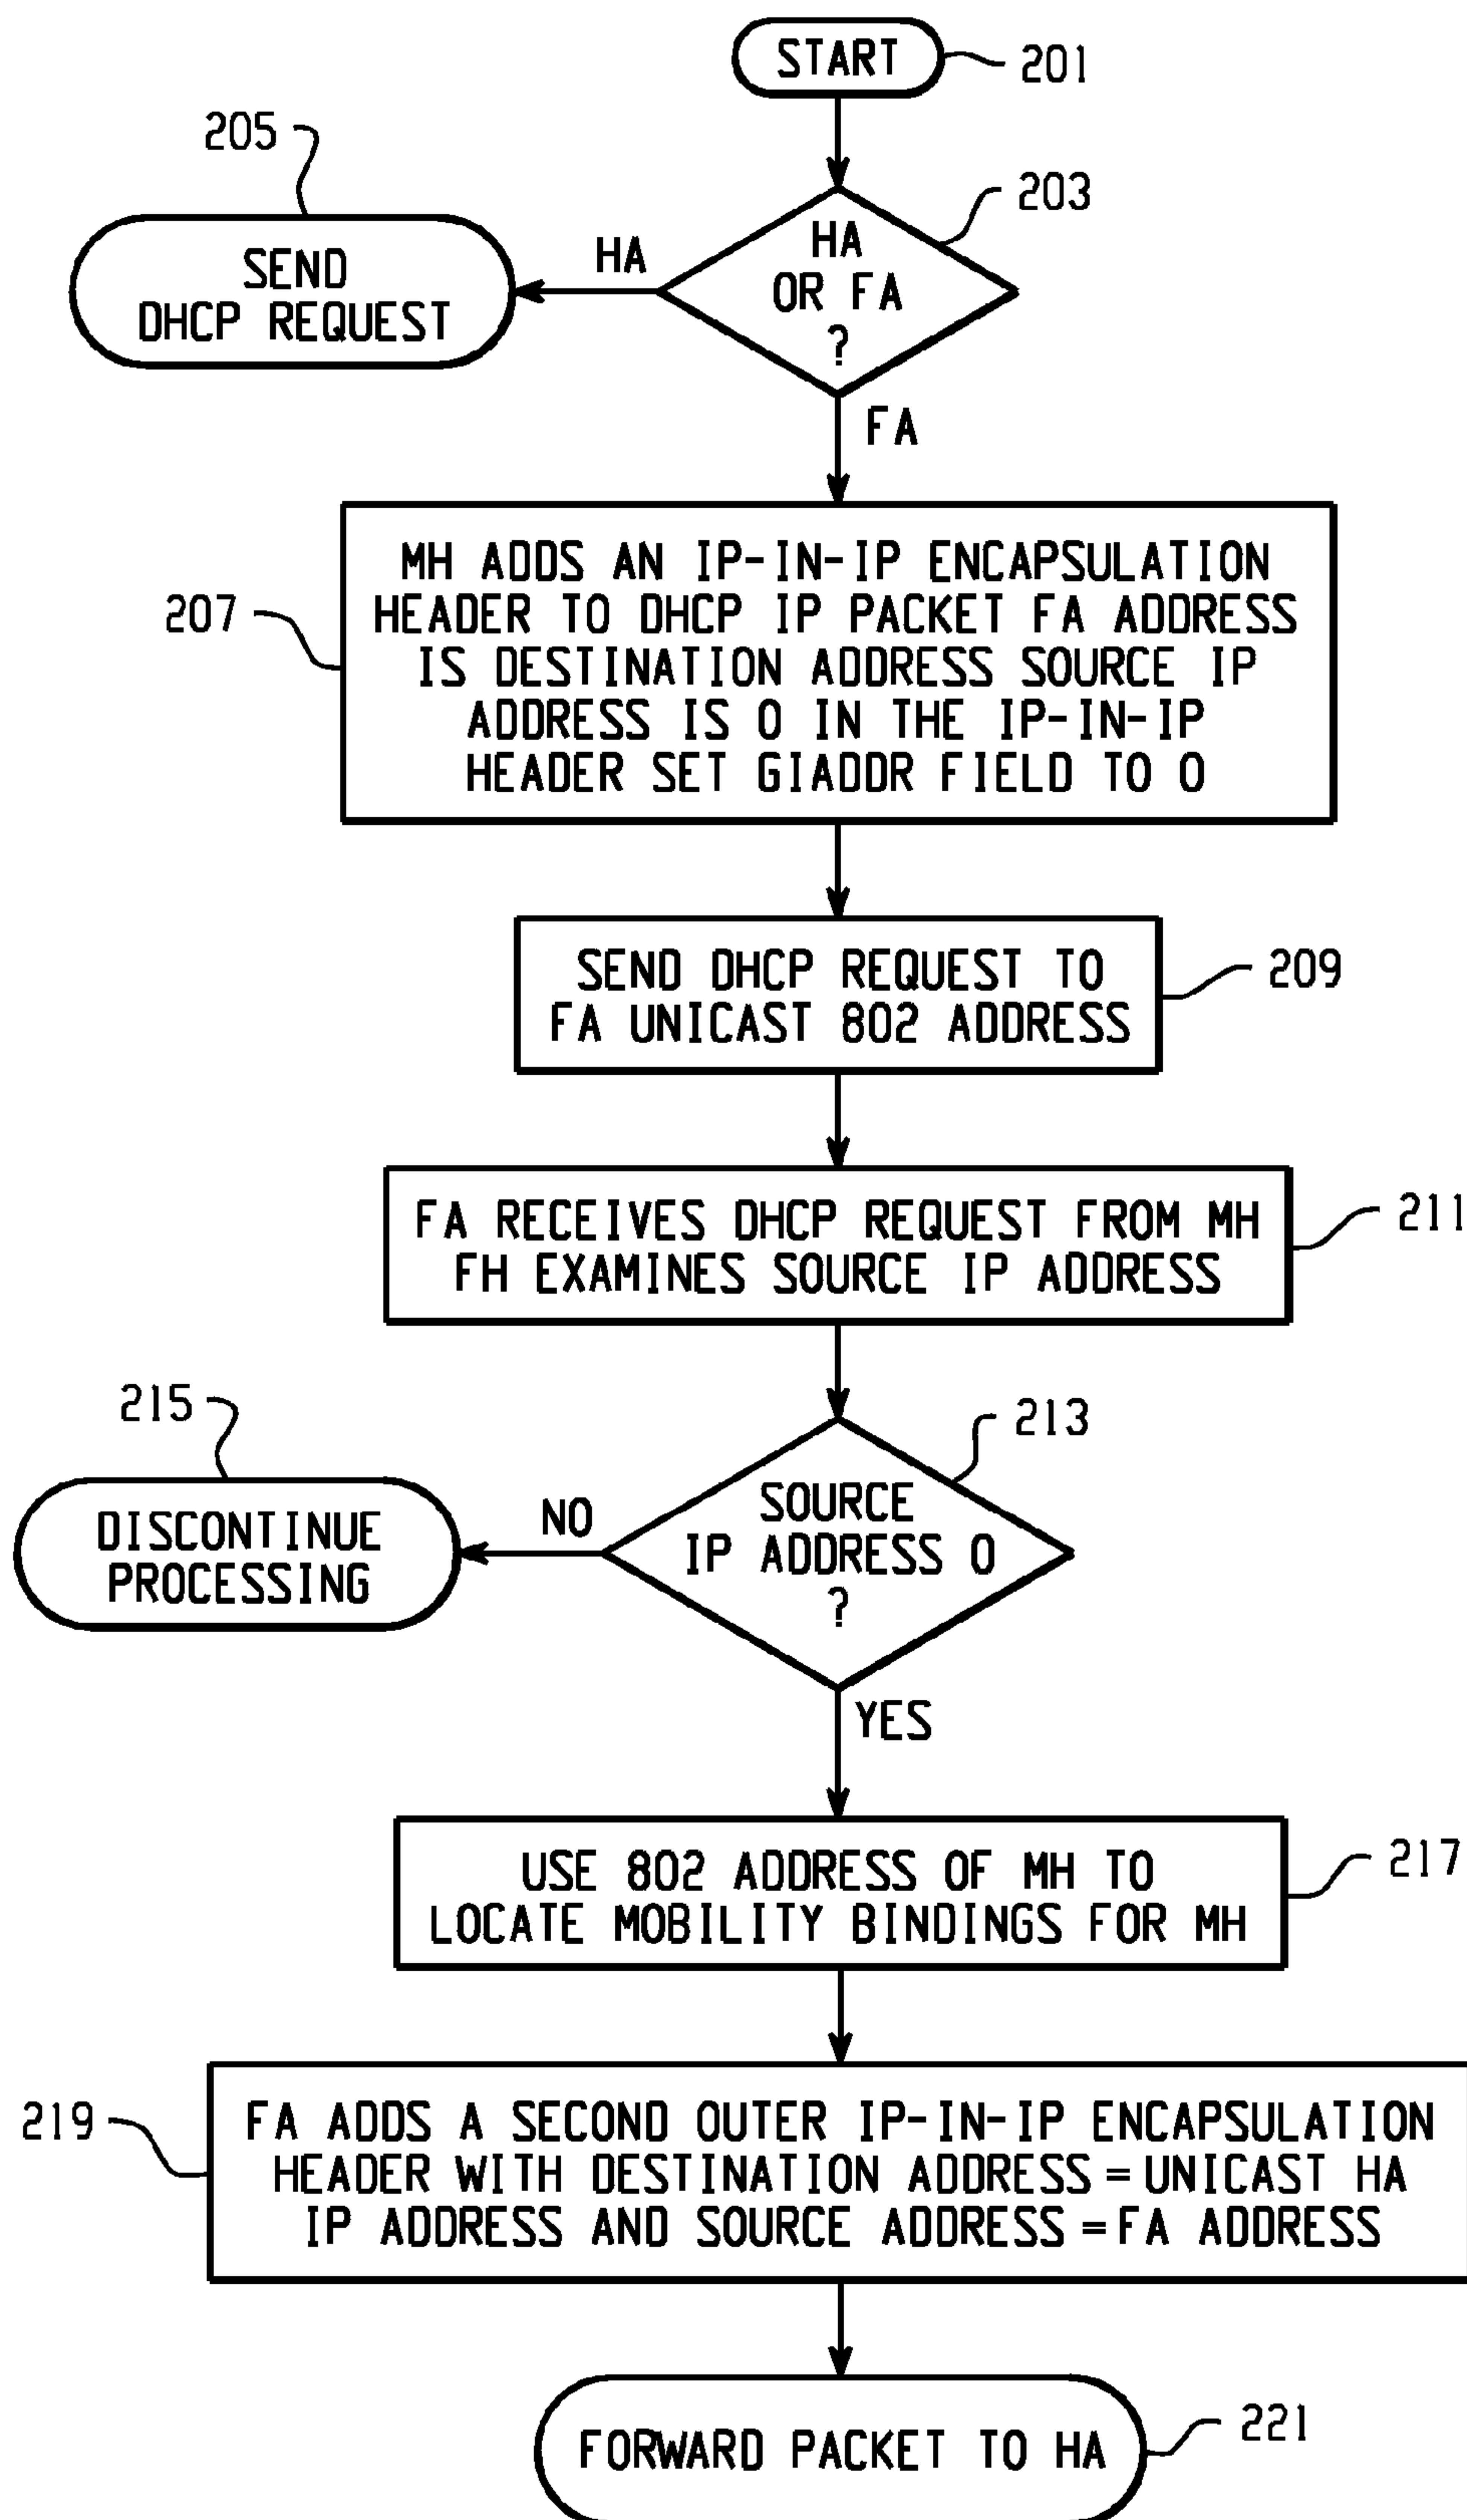 START
201
205
203
SEND
DHCP REQUEST
HA
HA
OR FA
?
FA
207
MH ADDS AN IP-IN-IP ENCAPSULATION
HEADER TO DHCP IP PACKET FA ADDRESS
IS DESTINATION ADDRESS SOURCE IP
ADDRESS IS 0 IN THE IP-IN-IP
HEADER SET GIADDR FIELD TO 0
SEND DHCP REQUEST TO
FA UNICAST 802 ADDRESS
209
FA RECEIVES DHCP REQUEST FROM MH
FH EXAMINES SOURCE IP ADDRESS
211
215
213
DISCONTINUE
PROCESSING
NO
SOURCE
IP ADDRESS 0
?
YES
USE 802 ADDRESS OF MH TO
LOCATE MOBILITY BINDINGS FOR MH
217
219
FA ADDS A SECOND OUTER IP-IN-IP ENCAPSULATION
HEADER WITH DESTINATION ADDRESS=UNICAST HA
IP ADDRESS AND SOURCE ADDRESS=FA ADDRESS
FORWARD PACKET TO HA
221